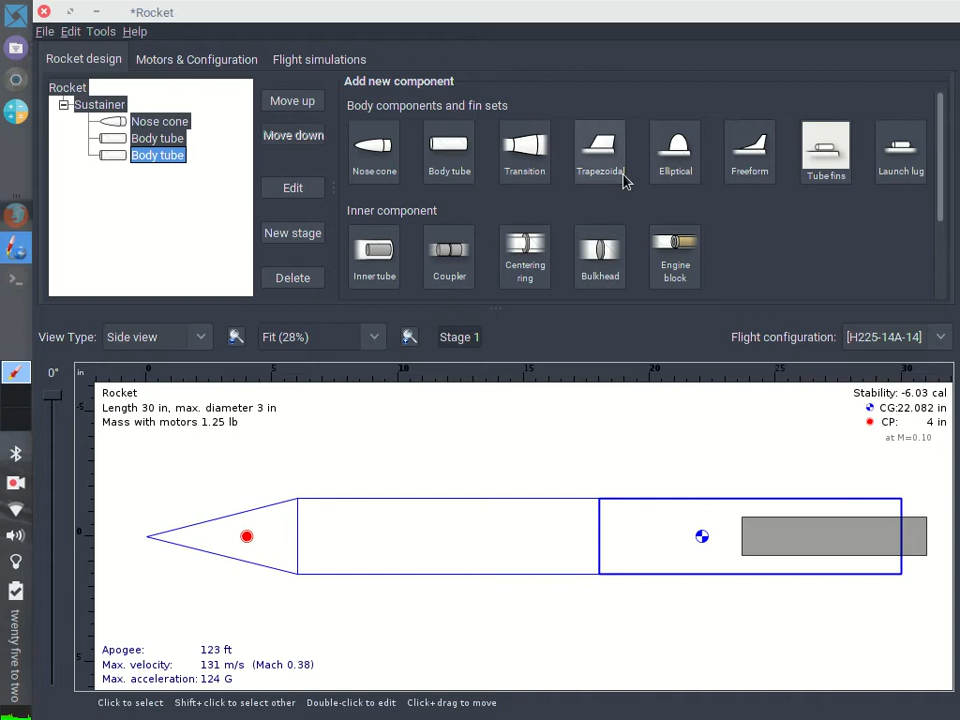 *Rocket
File Edit Tools Help
Rocket design Motors & Configuration Flight simulations
Rocket
Sustainer
Nose cone
Body tube
Body tube
Move up
Move down
Edit
New stage
Delete
Add new component
Body components and fin sets
Nose cone Body tube Transition Trapezoidal Elliptical Freeform Tube fins Launch lug
Inner component
Inner tube Coupler Centering ring Bulkhead Engine block
View Type: Side view Fit (28%) Stage 1 Flight configuration: [H225-14A-14]
0°
in 0 5 10 15 20 25 30
-5
0
5
Rocket
Length 30 in, max. diameter 3 in
Mass with motors 1.25 lb
Stability: -6.03 cal
CG:22.082 in
CP: 4 in
at M=0.10
Apogee: 123 ft
Max. velocity: 131 m/s (Mach 0.38)
Max. acceleration: 124 G
Click to select Shift+click to select other Double-click to edit Click+drag to move
twenty five to two